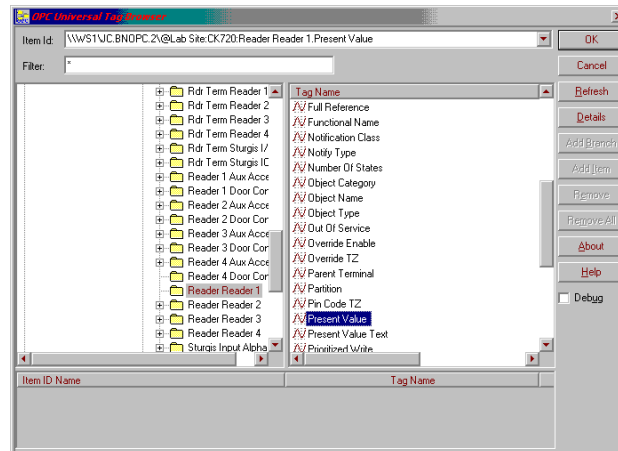 OPC Universal Tag Browser
Item Id: \\WS1\JC.BNOPC.2\@Lab Site:CK720:Reader Reader 1.Present Value
OK
Filter: *
Cancel
Rdr Term Reader 1
Rdr Term Reader 2
Rdr Term Reader 3
Rdr Term Reader 4
Rdr Term Sturgis I/
Rdr Term Sturgis IC
Reader 1 Aux Acce
Reader 1 Door Cor
Reader 2 Aux Acce
Reader 2 Door Cor
Reader 3 Aux Acce
Reader 3 Door Cor
Reader 4 Aux Acce
Reader 4 Door Cor
Reader Reader 1
Reader Reader 2
Reader Reader 3
Reader Reader 4
Sturgis Input Alpha
Tag Name
Full Reference
Functional Name
Notification Class
Notify Type
Number Of States
Object Category
Object Name
Object Type
Out Of Service
Override Enable
Override TZ
Parent Terminal
Partition
Pin Code TZ
Present Value
Present Value Text
Prioritized Write
Refresh
Details
Add Branch
Add Item
Remove
Remove All
About
Help
Debug
Item ID Name
Tag Name